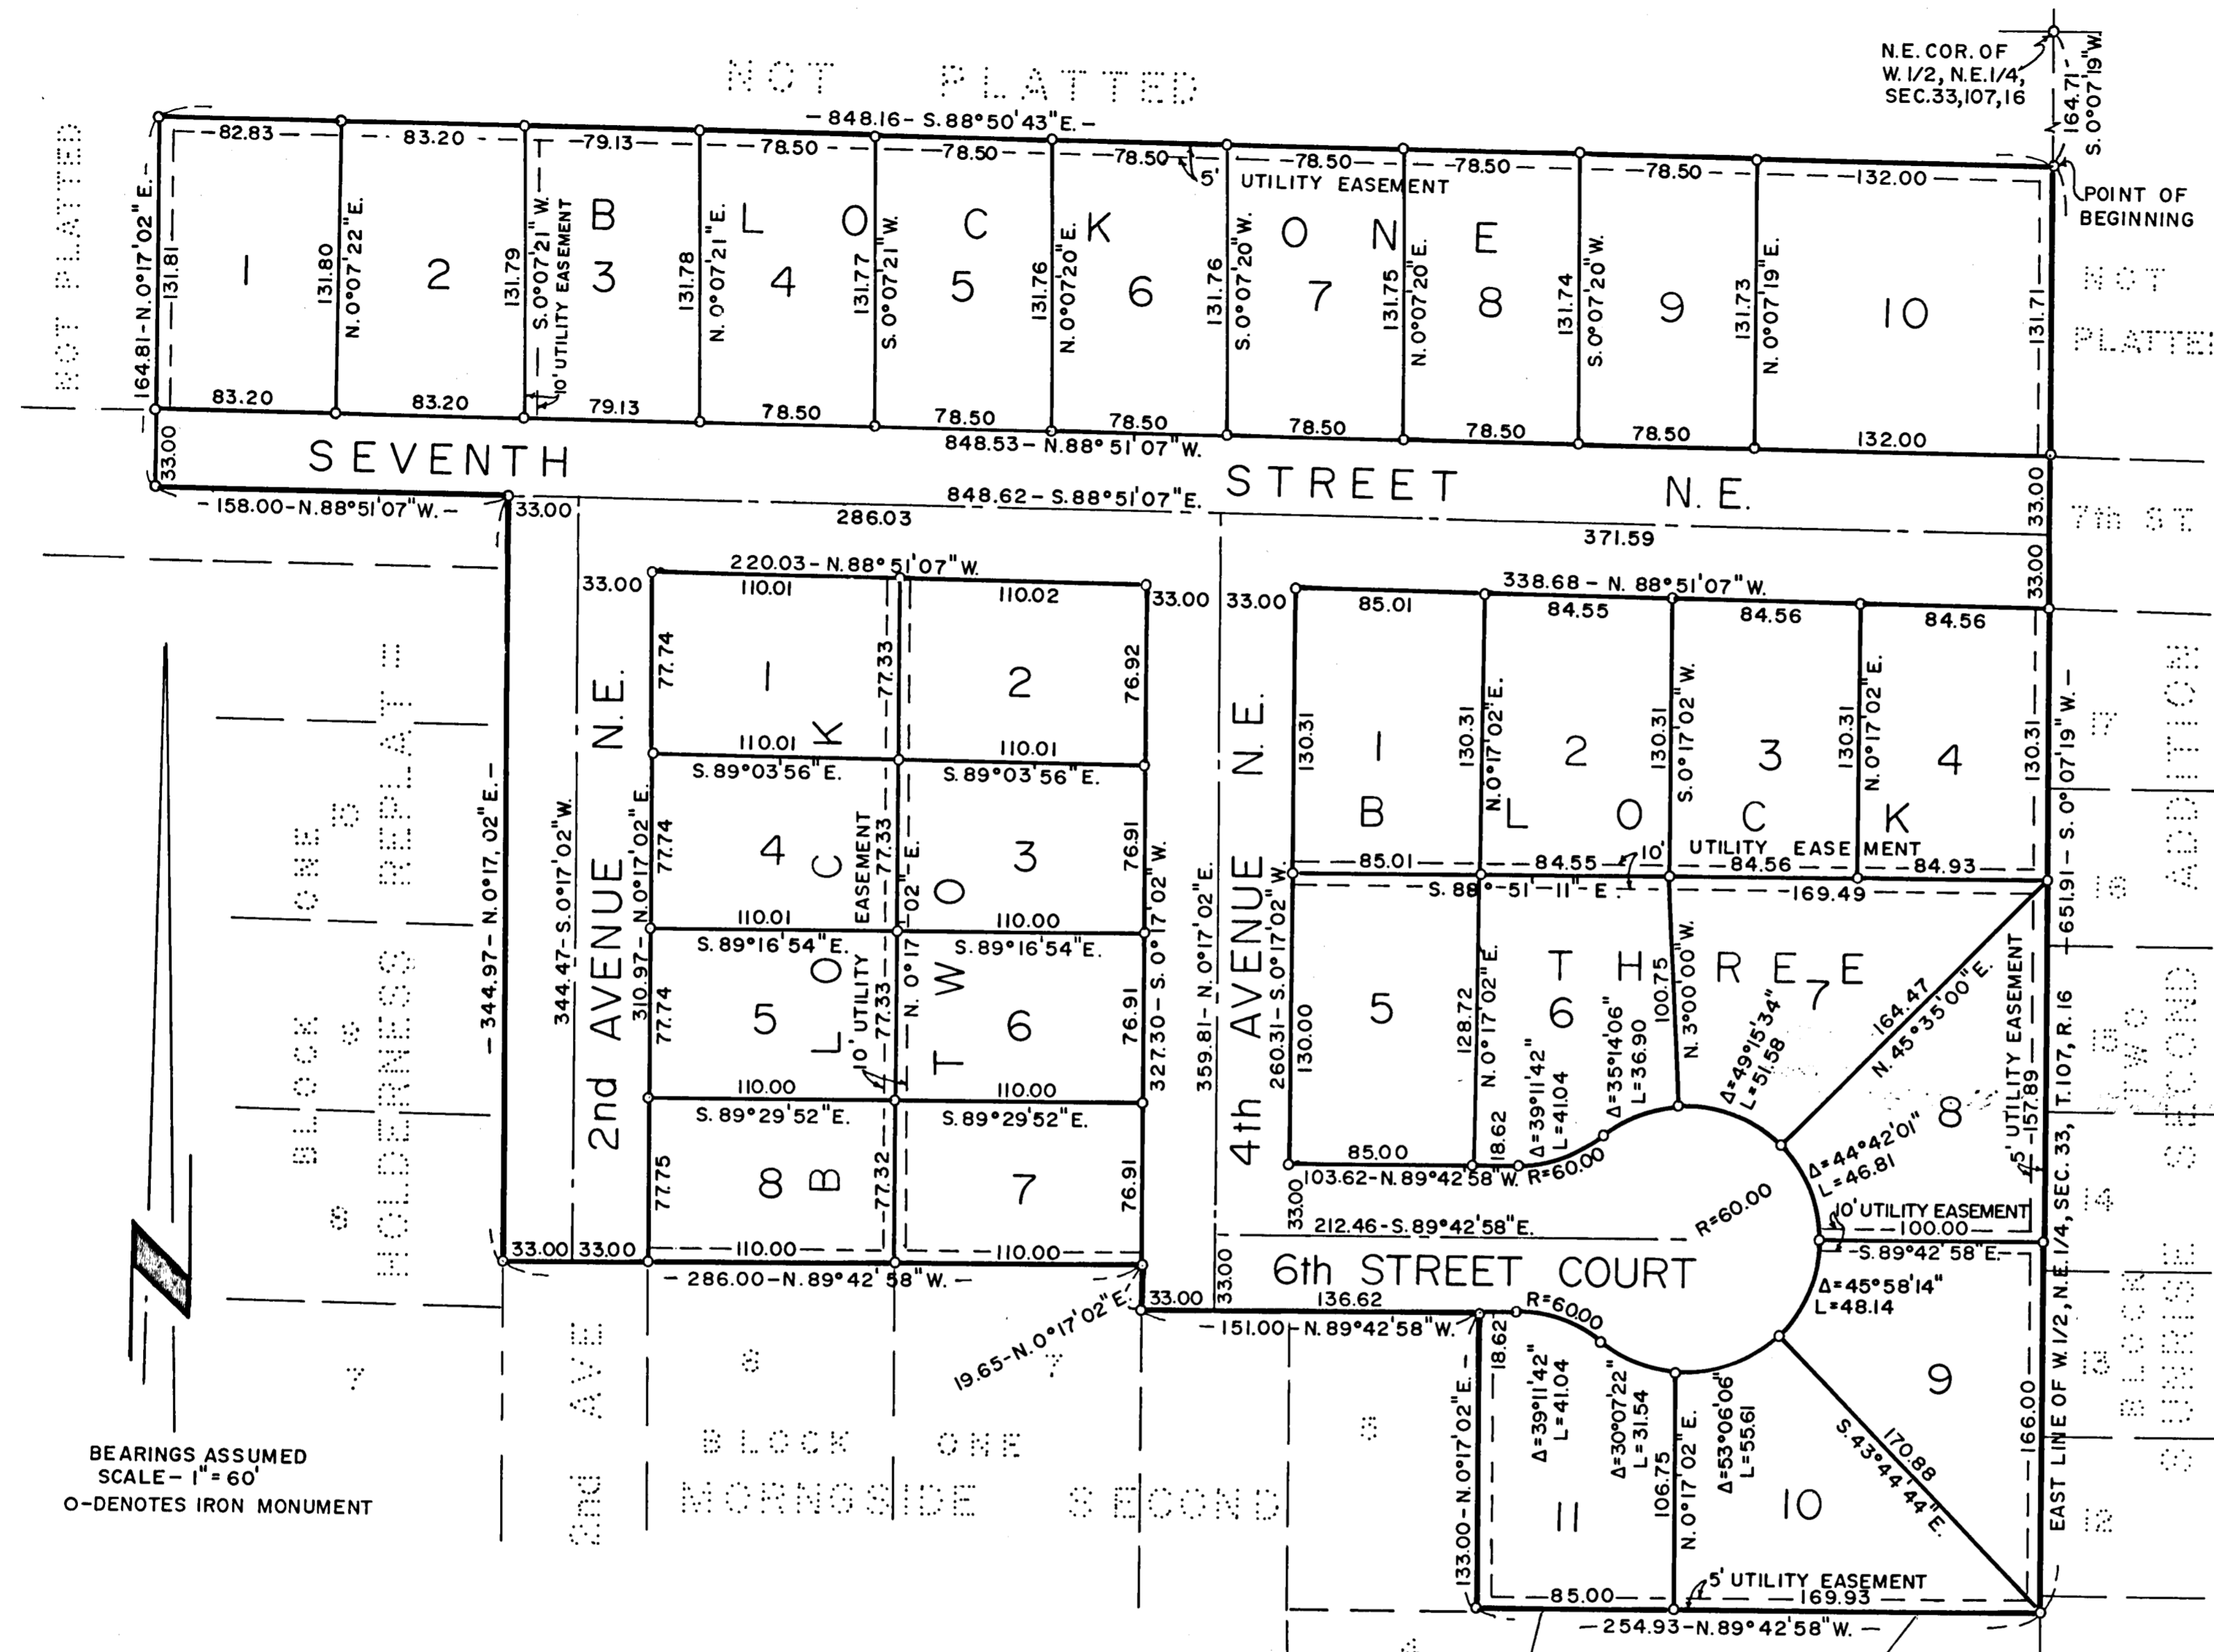 NOT PLATTED
N.E. COR. OF
W. 1/2, N.E. 1/4,
SEC. 33, 107, 16
-164.71-
S. 0°07'19"W.
-848.16- S. 88°50'43"E. -
-82.83
83.20
-79.13
78.50
-78.50
-78.50
-78.50
-78.50
-78.50
-132.00
5'
UTILITY EASEMENT
POINT OF
BEGINNING
NOT PLATTED
NOT
PLATTED
-164.81-N.0°17'02"E.-
131.81
131.80
N.0°07'22"E.
131.79
S.0°07'21"W.
10' UTILITY EASEMENT
131.78
N.0°07'21"E.
131.77
S.0°07'21"W.
131.76
N.0°07'20"E.
131.76
S.0°07'20"W.
131.75
N.0°07'20"E.
131.74
S.0°07'20"W.
131.73
N.0°07'19"E.
131.71
BLOCK ONE
1
2
3
4
5
6
7
8
9
10
83.20
83.20
79.13
78.50
78.50
78.50
78.50
78.50
78.50
132.00
848.53-N.88°51'07"W.
33.00
SEVENTH STREET N.E.
33.00
33.00
7th ST
-158.00-N.88°51'07"W.-
848.62-S.88°51'07"E.
33.00
286.03
371.59
220.03-N.88°51'07"W.
33.00
110.01
110.02
33.00
33.00
338.68-N. 88°51'07"W.
85.01
84.55
84.56
84.56
-344.97-N.0°17,02"E.-
344.47-S.0°17'02"W.
2nd AVENUE N.E.
310.97-N.0°17'02"E.
BLOCK TWO
77.74
1
77.33
2
76.92
110.01
110.01
S.89°03'56"E.
S.89°03'56"E.
77.74
4
77.33
3
76.91
110.01
110.00
S.89°16'54"E.
S.89°16'54"E.
77.74
5
77.33
6
76.91
10' UTILITY EASEMENT
N.0°17'02"E.
110.00
110.00
S.89°29'52"E.
S.89°29'52"E.
77.75
8
77.32
7
76.91
33.00
33.00
110.00
110.00
-286.00-N.89°42'58"W.-
327.30-S.0°17'02"W.
19.65-N.0°17'02"E.
359.81-N.0°17'02"E.
4th AVENUE N.E.
260.31-S.0°17'02"W.
BLOCK THREE
130.31
1
130.31
N.0°17'02"E.
2
130.31
S.0°17'02"W.
3
130.31
N.0°17'02"E.
4
130.31
-85.01
84.55
10'
UTILITY EASEMENT
84.56
84.93
S.88°-51'-11"-E
-169.49
130.00
5
128.72
N.0°17'02"E.
6
100.75
N.3°00'00"W.
7
164.47
N.45°35'00"E.
8
5' UTILITY EASEMENT
-157.89
Δ=39°11'42"
L=41.04
Δ=35°14'06"
L=36.90
Δ=49°15'34"
L=51.58
Δ=44°42'01"
L=46.81
85.00
18.62
103.62-N.89°42'58"W.
R=60.00
33.00
212.46-S.89°42'58"E.
R=60.00
10' UTILITY EASEMENT
-100.00
-S.89°42'58"E.-
33.00
6th STREET COURT
Δ=45°58'14"
L=48.14
33.00
136.62
R=60.00
-151.00-N.89°42'58"W.
18.62
133.00-N.0°17'02"E.
Δ=39°11'42"
L=41.04
Δ=30°07'22"
L=31.54
Δ=53°06'06"
L=55.61
106.75
N.0°17'02"E.
170.88
S.43°44'44"E.
9
10
11
166.00
5' UTILITY EASEMENT
-85.00
-169.93
-254.93-N.89°42'58"W.-
-651.91-S.0°07'19"W.-
EAST LINE OF W. 1/2, N.E. 1/4, SEC. 33, T. 107, R. 16
17
16
15
14
13
12
BLOCK TWO
SUNRISE SECOND ADDITION
BLOCK ONE
HOLDERNESS REPLAT
7
2nd AVE
7
BLOCK ONE
MORNGSIDE SECOND
BEARINGS ASSUMED
SCALE- 1"=60'
O-DENOTES IRON MONUMENT